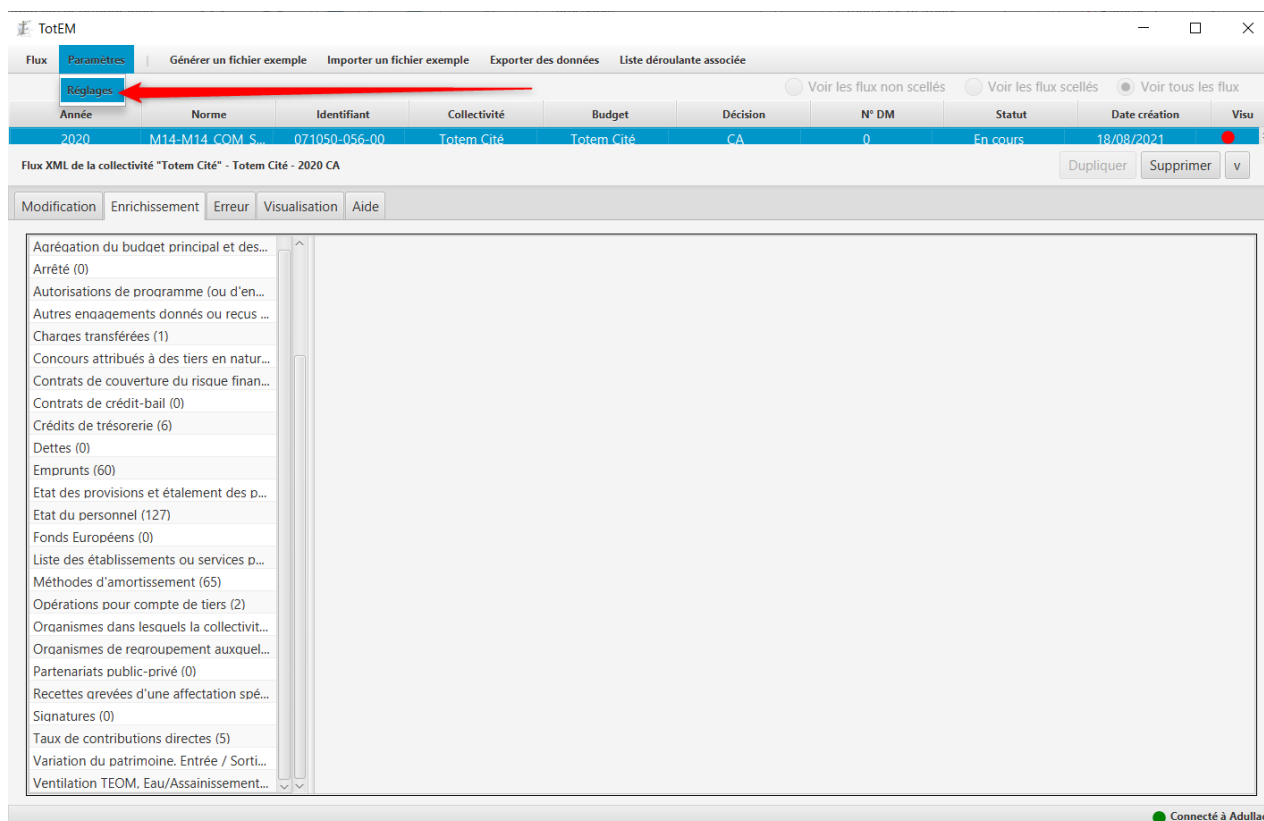 TotEM
Flux Paramètres Générer un fichier exemple Importer un fichier exemple Exporter des données Liste déroulante associée
Réglages Voir les flux non scellés Voir les flux scellés Voir tous les flux
Année Norme Identifiant Collectivité Budget Décision N° DM Statut Date création Visu
2020 M14-M14_COM_S... 071050-056-00 Totem Cité Totem Cité CA 0 En cours 18/08/2021
Flux XML de la collectivité "Totem Cité" - Totem Cité - 2020 CA Dupliquer Supprimer v
Modification Enrichissement Erreur Visualisation Aide
Agrégation du budget principal et des...
Arrêté (0)
Autorisations de programme (ou d'en...
Autres engagements donnés ou reçus ...
Charges transférées (1)
Concours attribués à des tiers en natur...
Contrats de couverture du risque finan...
Contrats de crédit-bail (0)
Crédits de trésorerie (6)
Dettes (0)
Emprunts (60)
Etat des provisions et étalement des p...
Etat du personnel (127)
Fonds Européens (0)
Liste des établissements ou services p...
Méthodes d'amortissement (65)
Opérations pour compte de tiers (2)
Organismes dans lesquels la collectivit...
Organismes de regroupement auxquel...
Partenariats public-privé (0)
Recettes grevées d'une affectation spé...
Signatures (0)
Taux de contributions directes (5)
Variation du patrimoine. Entrée / Sorti...
Ventilation TEOM, Eau/Assainissement...
Connecté à Adullac